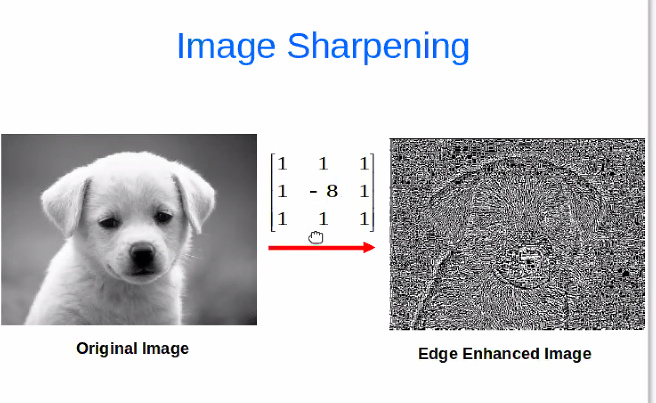 Image Sharpening
1 1 1
1 - 8 1
1 1 1
Original Image
Edge Enhanced Image